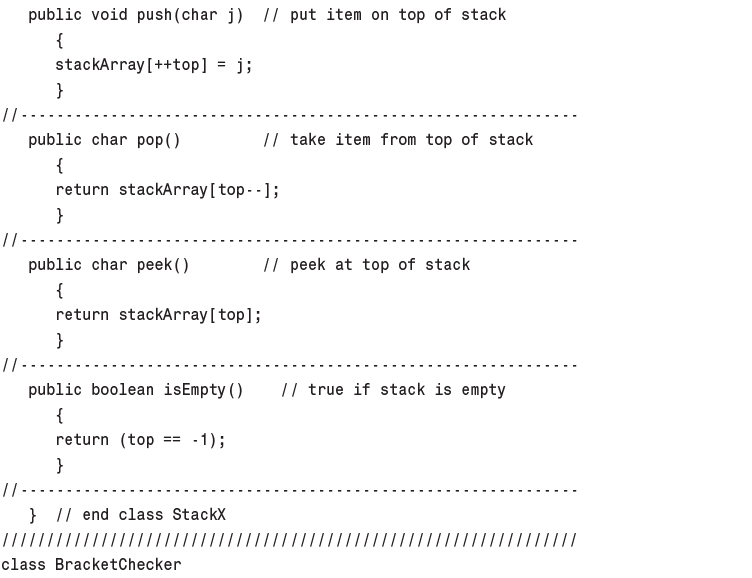 public void push(char j)  // put item on top of stack
      {
      stackArray[++top] = j;
      }
//--------------------------------------------------------------
   public char pop()         // take item from top of stack
      {
      return stackArray[top--];
      }
//--------------------------------------------------------------
   public char peek()        // peek at top of stack
      {
      return stackArray[top];
      }
//--------------------------------------------------------------
   public boolean isEmpty()    // true if stack is empty
      {
      return (top == -1);
      }
//--------------------------------------------------------------
   }  // end class StackX
////////////////////////////////////////////////////////////////
class BracketChecker